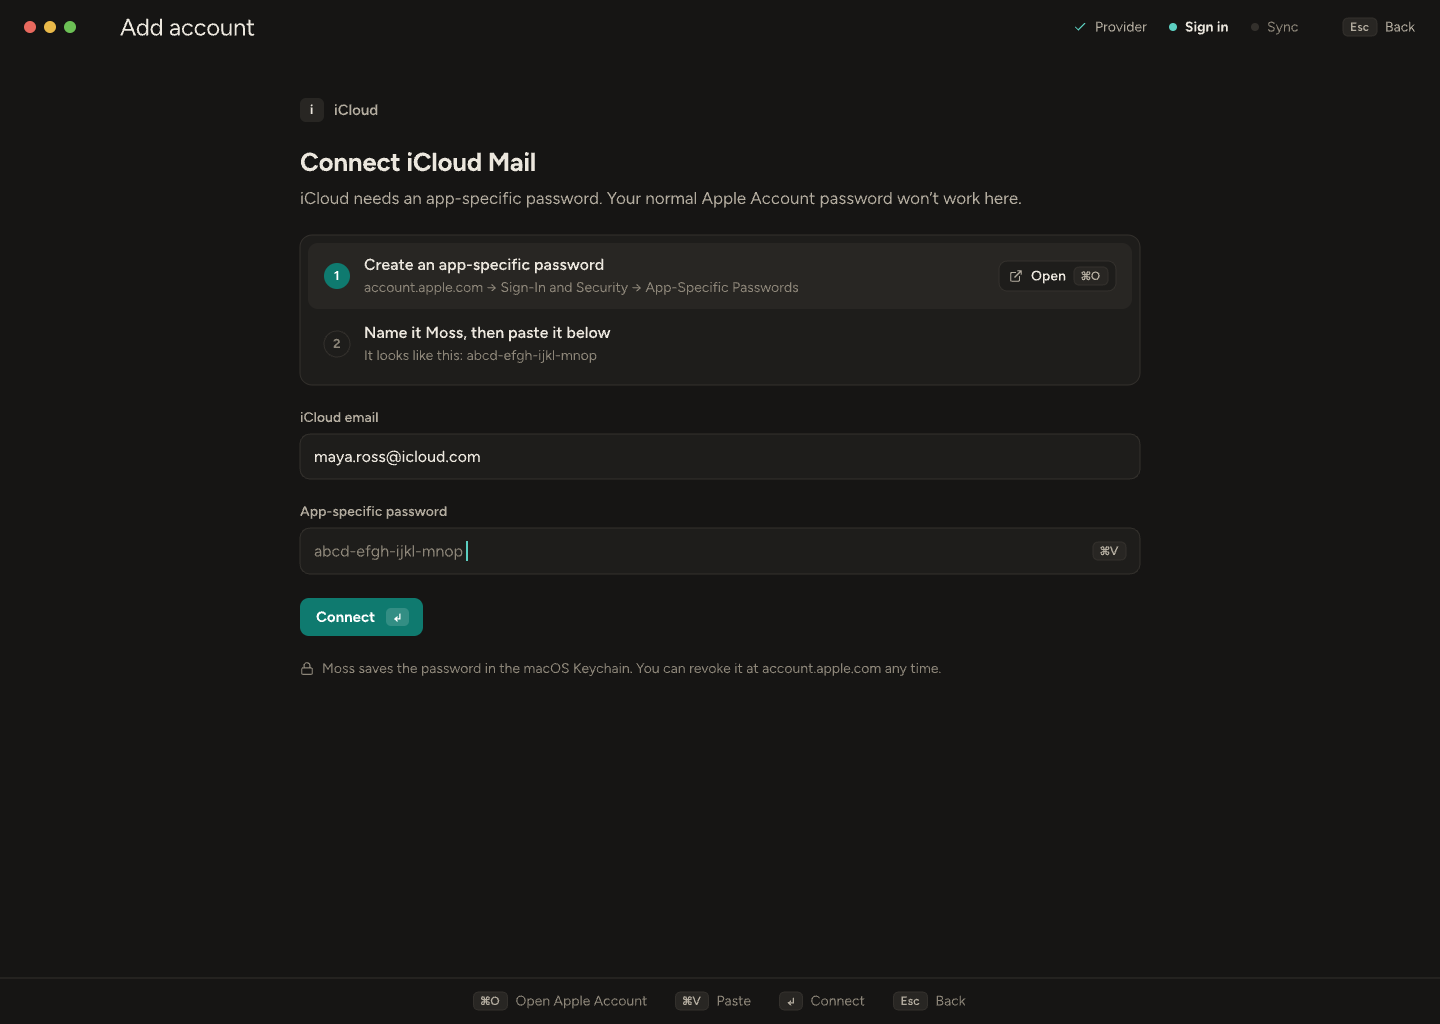 Add account
Provider
Sign in
Sync
Esc Back
i iCloud
Connect iCloud Mail
iCloud needs an app-specific password. Your normal Apple Account password won’t work here.
1 Create an app-specific password
account.apple.com → Sign-In and Security → App-Specific Passwords
Open ⌘O
2 Name it Moss, then paste it below
It looks like this: abcd-efgh-ijkl-mnop
iCloud email
maya.ross@icloud.com
App-specific password
abcd-efgh-ijkl-mnop ⌘V
Connect ↲
Moss saves the password in the macOS Keychain. You can revoke it at account.apple.com any time.
⌘O Open Apple Account ⌘V Paste ↲ Connect Esc Back